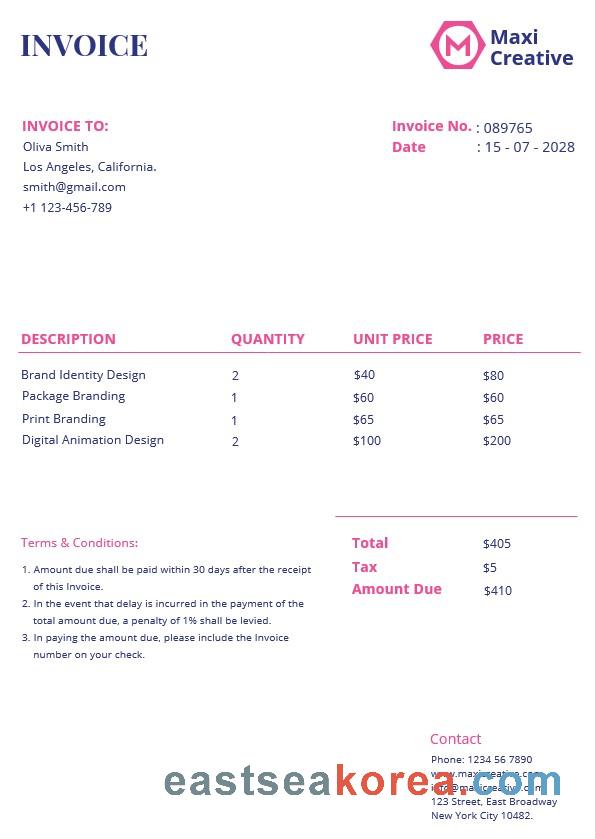 INVOICE
Maxi
Creative
INVOICE TO:
Invoice No. : 089765
Oliva Smith
Date : 15 - 07 - 2028
Los Angeles, California.
smith@gmail.com
+1 123-456-789
DESCRIPTION QUANTITY UNIT PRICE PRICE
Brand Identity Design 2 $40 $80
Package Branding 1 $60 $60
Print Branding 1 $65 $65
Digital Animation Design 2 $100 $200
Total $405
Tax $5
Amount Due $410
Terms & Conditions:
1. Amount due shall be paid within 30 days after the receipt
of this Invoice.
2. In the event that delay is incurred in the payment of the
total amount due, a penalty of 1% shall be levied.
3. In paying the amount due, please include the Invoice
number on your check.
Contact
Phone: 1234 56 7890
www.maxicreative.com
info@maxicreative.com
123 Street, East Broadway
New York City 10482.
eastseakorea.com